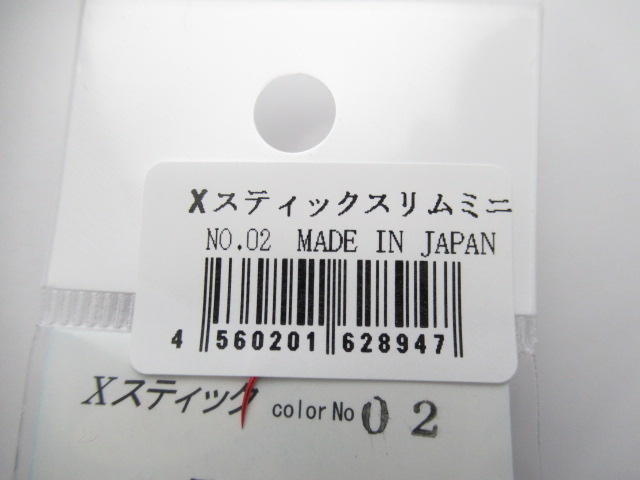 Xスティックスリムミニ
NO.02 MADE IN JAPAN
4 560201 628947
Xスティック color No 02